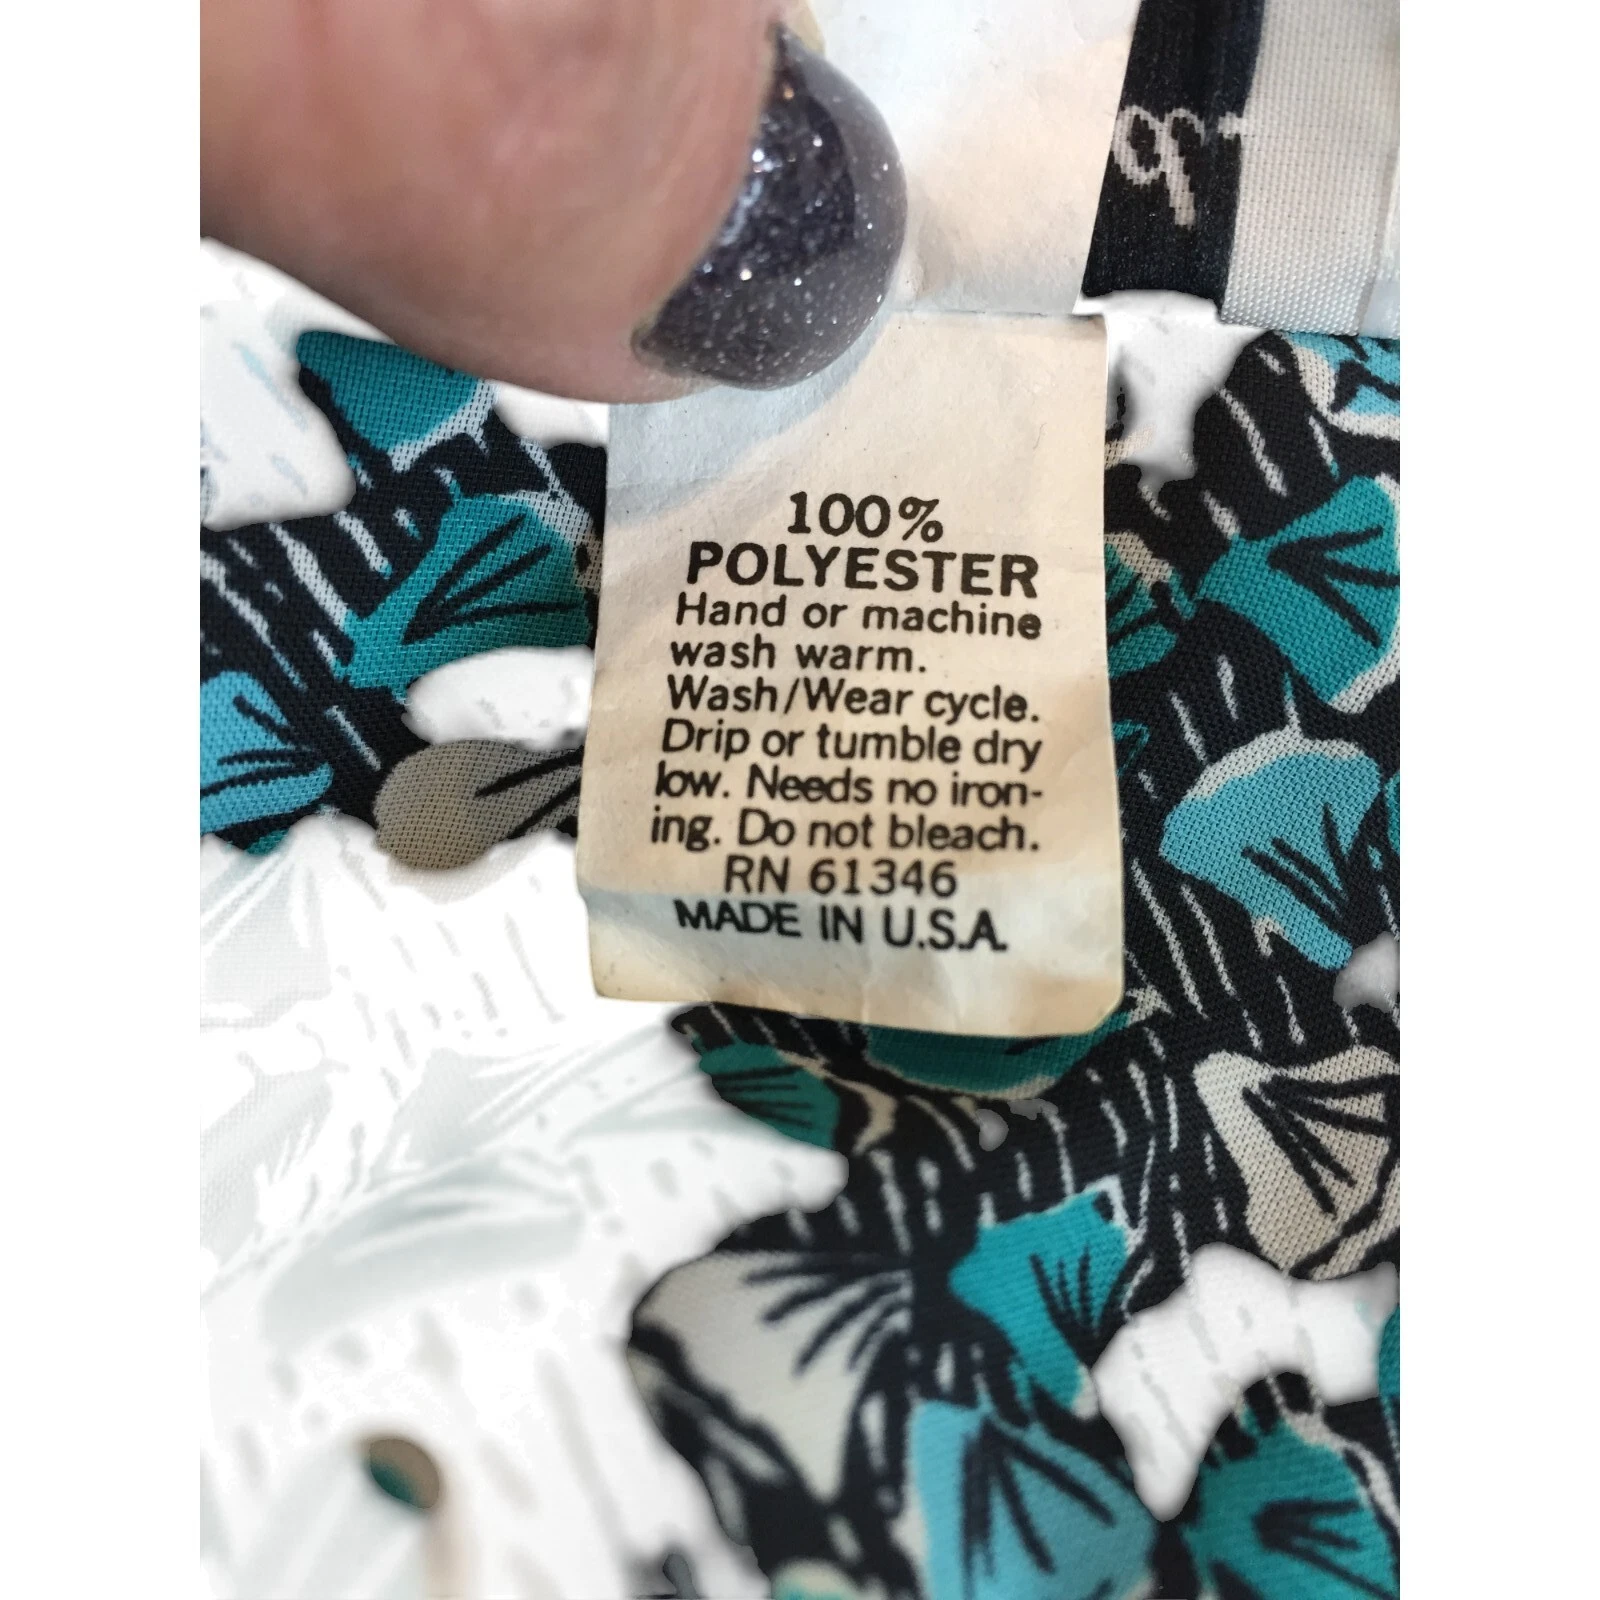 100%
POLYESTER
Hand or machine
wash warm.
Wash/Wear cycle.
Drip or tumble dry
low. Needs no iron-
ing. Do not bleach.
RN 61346
MADE IN U.S.A.